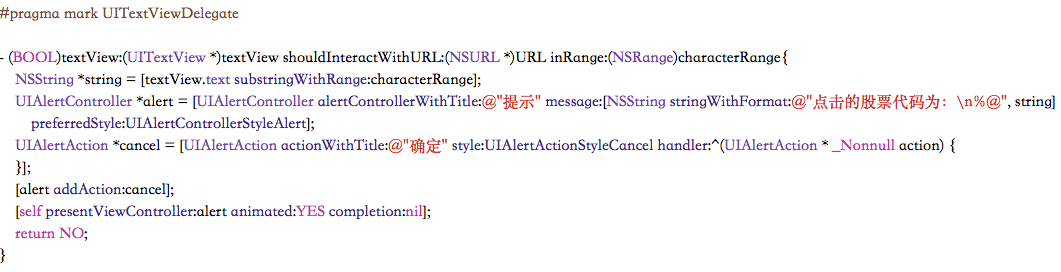 #pragma mark UITextViewDelegate
- (BOOL)textView:(UITextView *)textView shouldInteractWithURL:(NSURL *)URL inRange:(NSRange)characterRange{
NSString *string = [textView.text substringWithRange:characterRange];
UIAlertController *alert = [UIAlertController alertControllerWithTitle:@"提示" message:[NSString stringWithFormat:@"点击的股票代码为：\n%@", string]
preferredStyle:UIAlertControllerStyleAlert];
UIAlertAction *cancel = [UIAlertAction actionWithTitle:@"确定" style:UIAlertActionStyleCancel handler:^(UIAlertAction * _Nonnull action) {
}];
[alert addAction:cancel];
[self presentViewController:alert animated:YES completion:nil];
return NO;
}